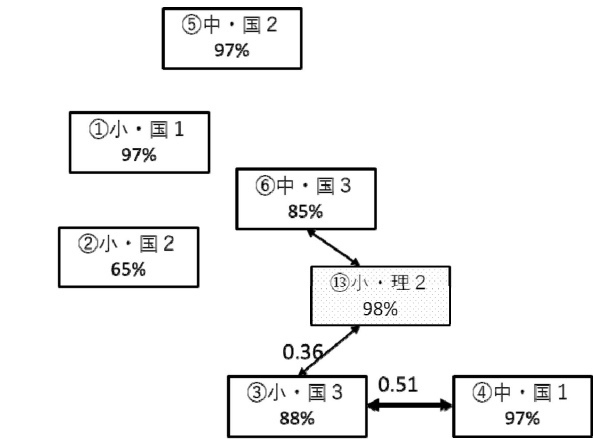 ⑤中・国２
97%
①小・国１
97%
⑥中・国３
85%
②小・国２
65%
⑬小・理２
98%
0.36
③小・国３
88%
0.51
④中・国１
97%